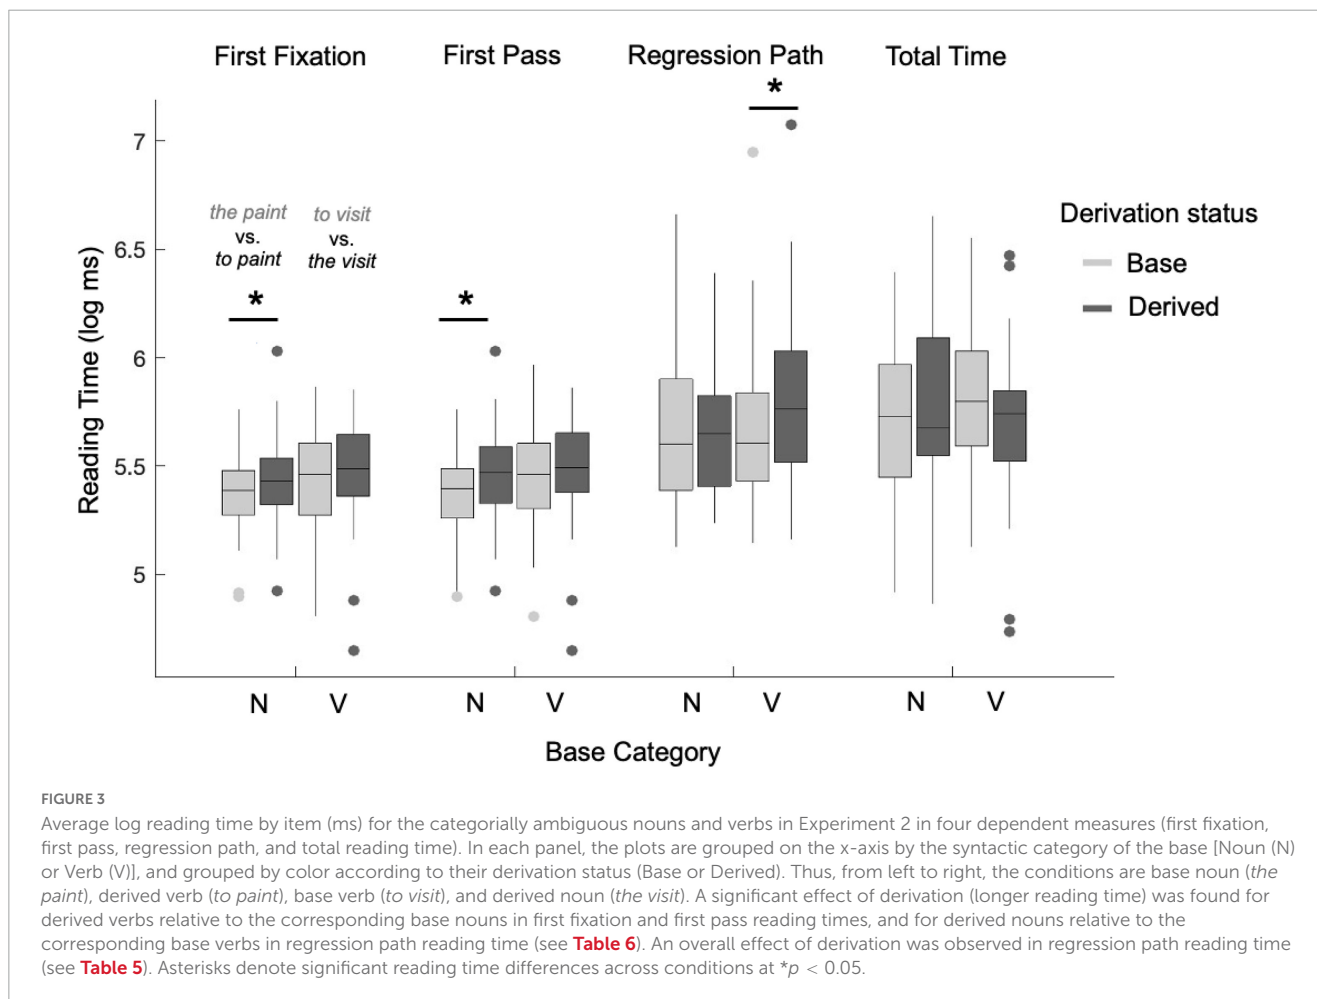 First Fixation
First Pass
Regression Path
Total Time
*
7
the paint
vs.
to paint
to visit
vs.
the visit
*
*
6.5
6
5.5
5
Reading Time (log ms)
Derivation status
Base
Derived
N
V
N
V
N
V
N
V
Base Category
FIGURE 3
Average log reading time by item (ms) for the categorially ambiguous nouns and verbs in Experiment 2 in four dependent measures (first fixation,
first pass, regression path, and total reading time). In each panel, the plots are grouped on the x-axis by the syntactic category of the base [Noun (N)
or Verb (V)], and grouped by color according to their derivation status (Base or Derived). Thus, from left to right, the conditions are base noun (the
paint), derived verb (to paint), base verb (to visit), and derived noun (the visit). A significant effect of derivation (longer reading time) was found for
derived verbs relative to the corresponding base nouns in first fixation and first pass reading times, and for derived nouns relative to the
corresponding base verbs in regression path reading time (see Table 6). An overall effect of derivation was observed in regression path reading time
(see Table 5). Asterisks denote significant reading time differences across conditions at *p < 0.05.